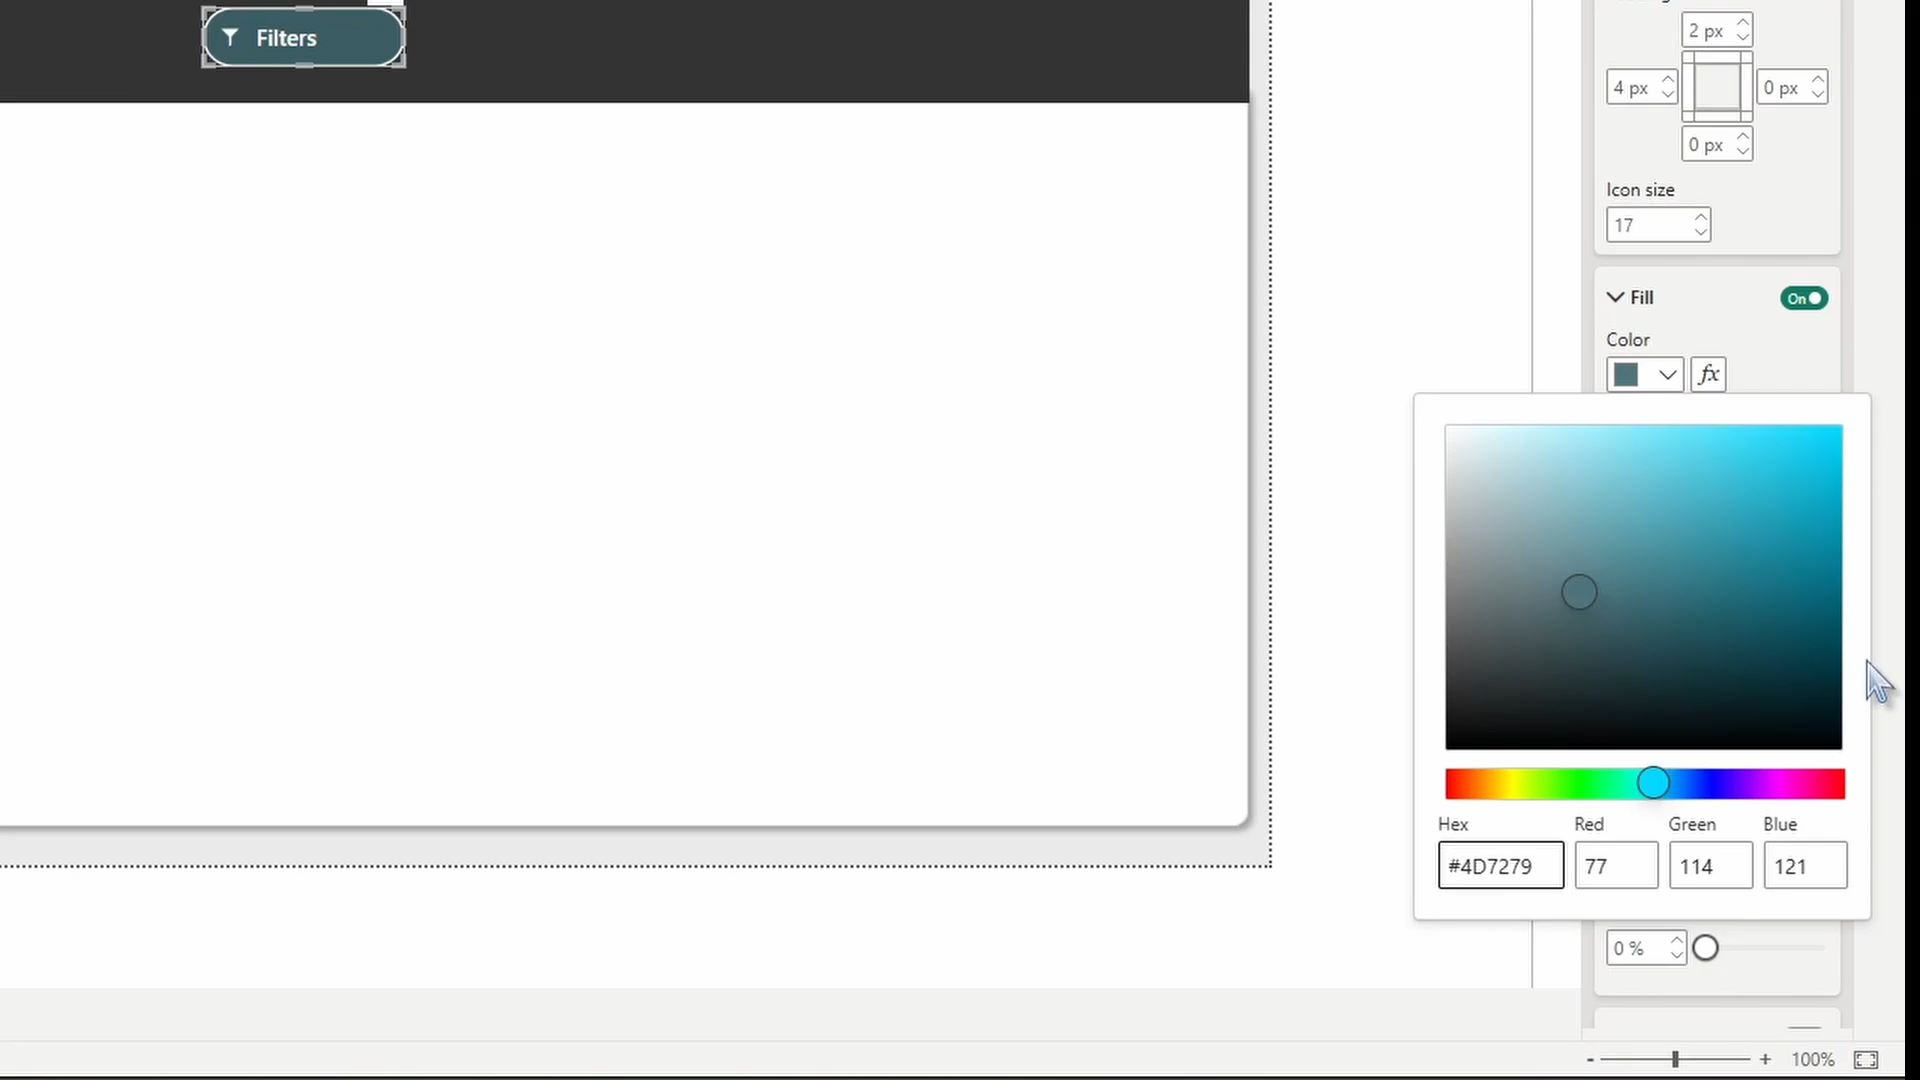 Filters
2 px
4 px
0 px
0 px
Icon size
17
Fill
On
Color
fx
Hex
Red
Green
Blue
#4D7279
77
114
121
0 %
- + 100%